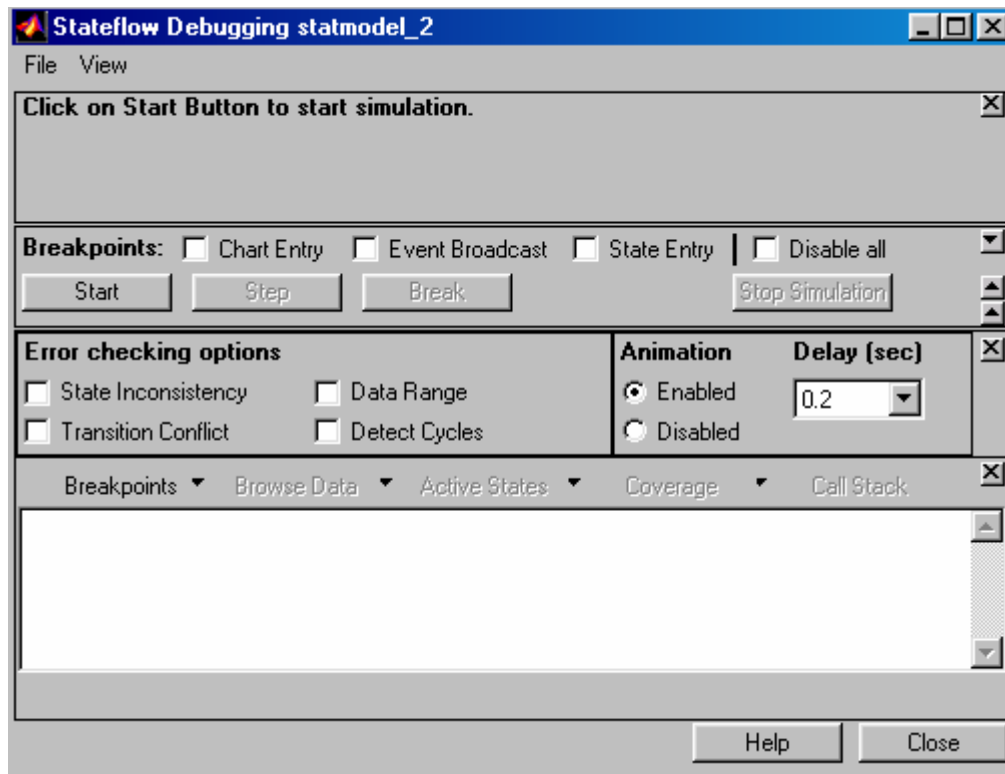 Stateflow Debugging statmodel_2
File View
Click on Start Button to start simulation.
Breakpoints: Chart Entry Event Broadcast State Entry Disable all
Start Step Break Stop Simulation
Error checking options Animation Delay (sec)
State Inconsistency Data Range Enabled 0.2
Transition Conflict Detect Cycles Disabled
Breakpoints Browse Data Active States Coverage Call Stack
Help Close